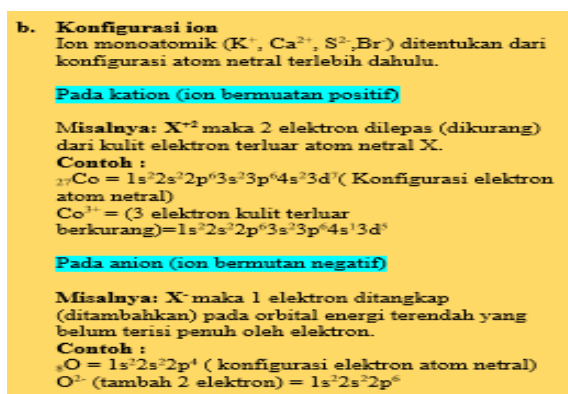 b. Konfigurasi ion
Ion monoatomik (K⁺, Ca²⁺, S²⁻,Br⁻) ditentukan dari
konfigurasi atom netral terlebih dahulu.
Pada kation (ion bermuatan positif)
Misalnya: X⁺² maka 2 elektron dilepas (dikurang)
dari kulit elektron terluar atom netral X.
Contoh :
₂₇Co = 1s²2s²2p⁶3s²3p⁶4s²3d⁷( Konfigurasi elektron
atom netral)
Co³⁺ = (3 elektron kulit terluar
berkurang)=1s²2s²2p⁶3s²3p⁶4s¹3d⁵
Pada anion (ion bermutan negatif)
Misalnya: X⁻ maka 1 elektron ditangkap
(ditambahkan) pada orbital energi terendah yang
belum terisi penuh oleh elektron.
Contoh :
₈O = 1s²2s²2p⁴ ( konfigurasi elektron atom netral)
O²⁻ (tambah 2 elektron) = 1s²2s²2p⁶